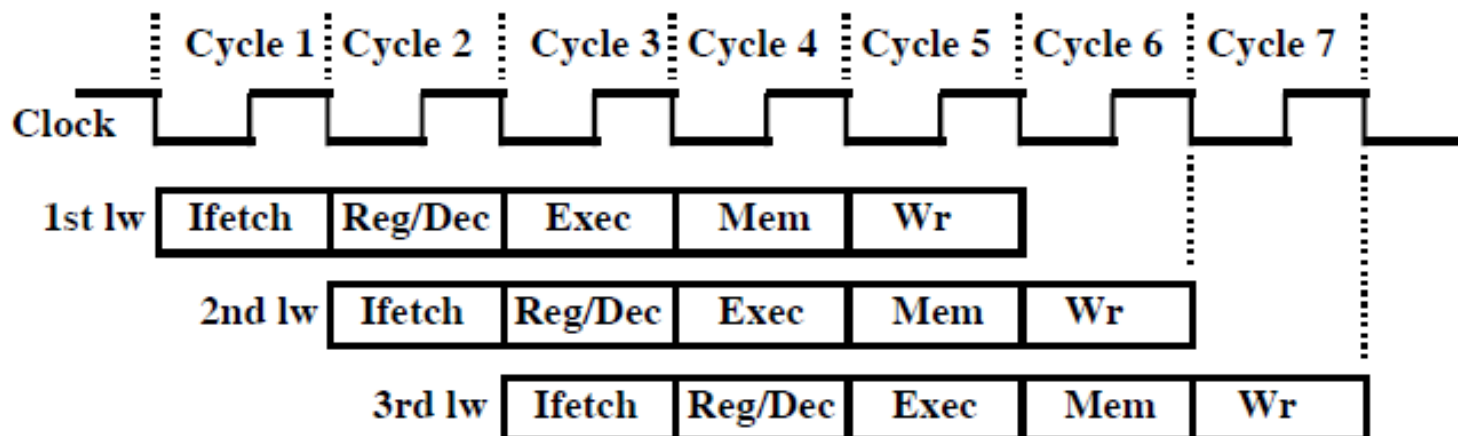 Cycle 1 Cycle 2 Cycle 3 Cycle 4 Cycle 5 Cycle 6 Cycle 7
Clock
1st lw Ifetch Reg/Dec Exec Mem Wr
2nd lw Ifetch Reg/Dec Exec Mem Wr
3rd lw Ifetch Reg/Dec Exec Mem Wr